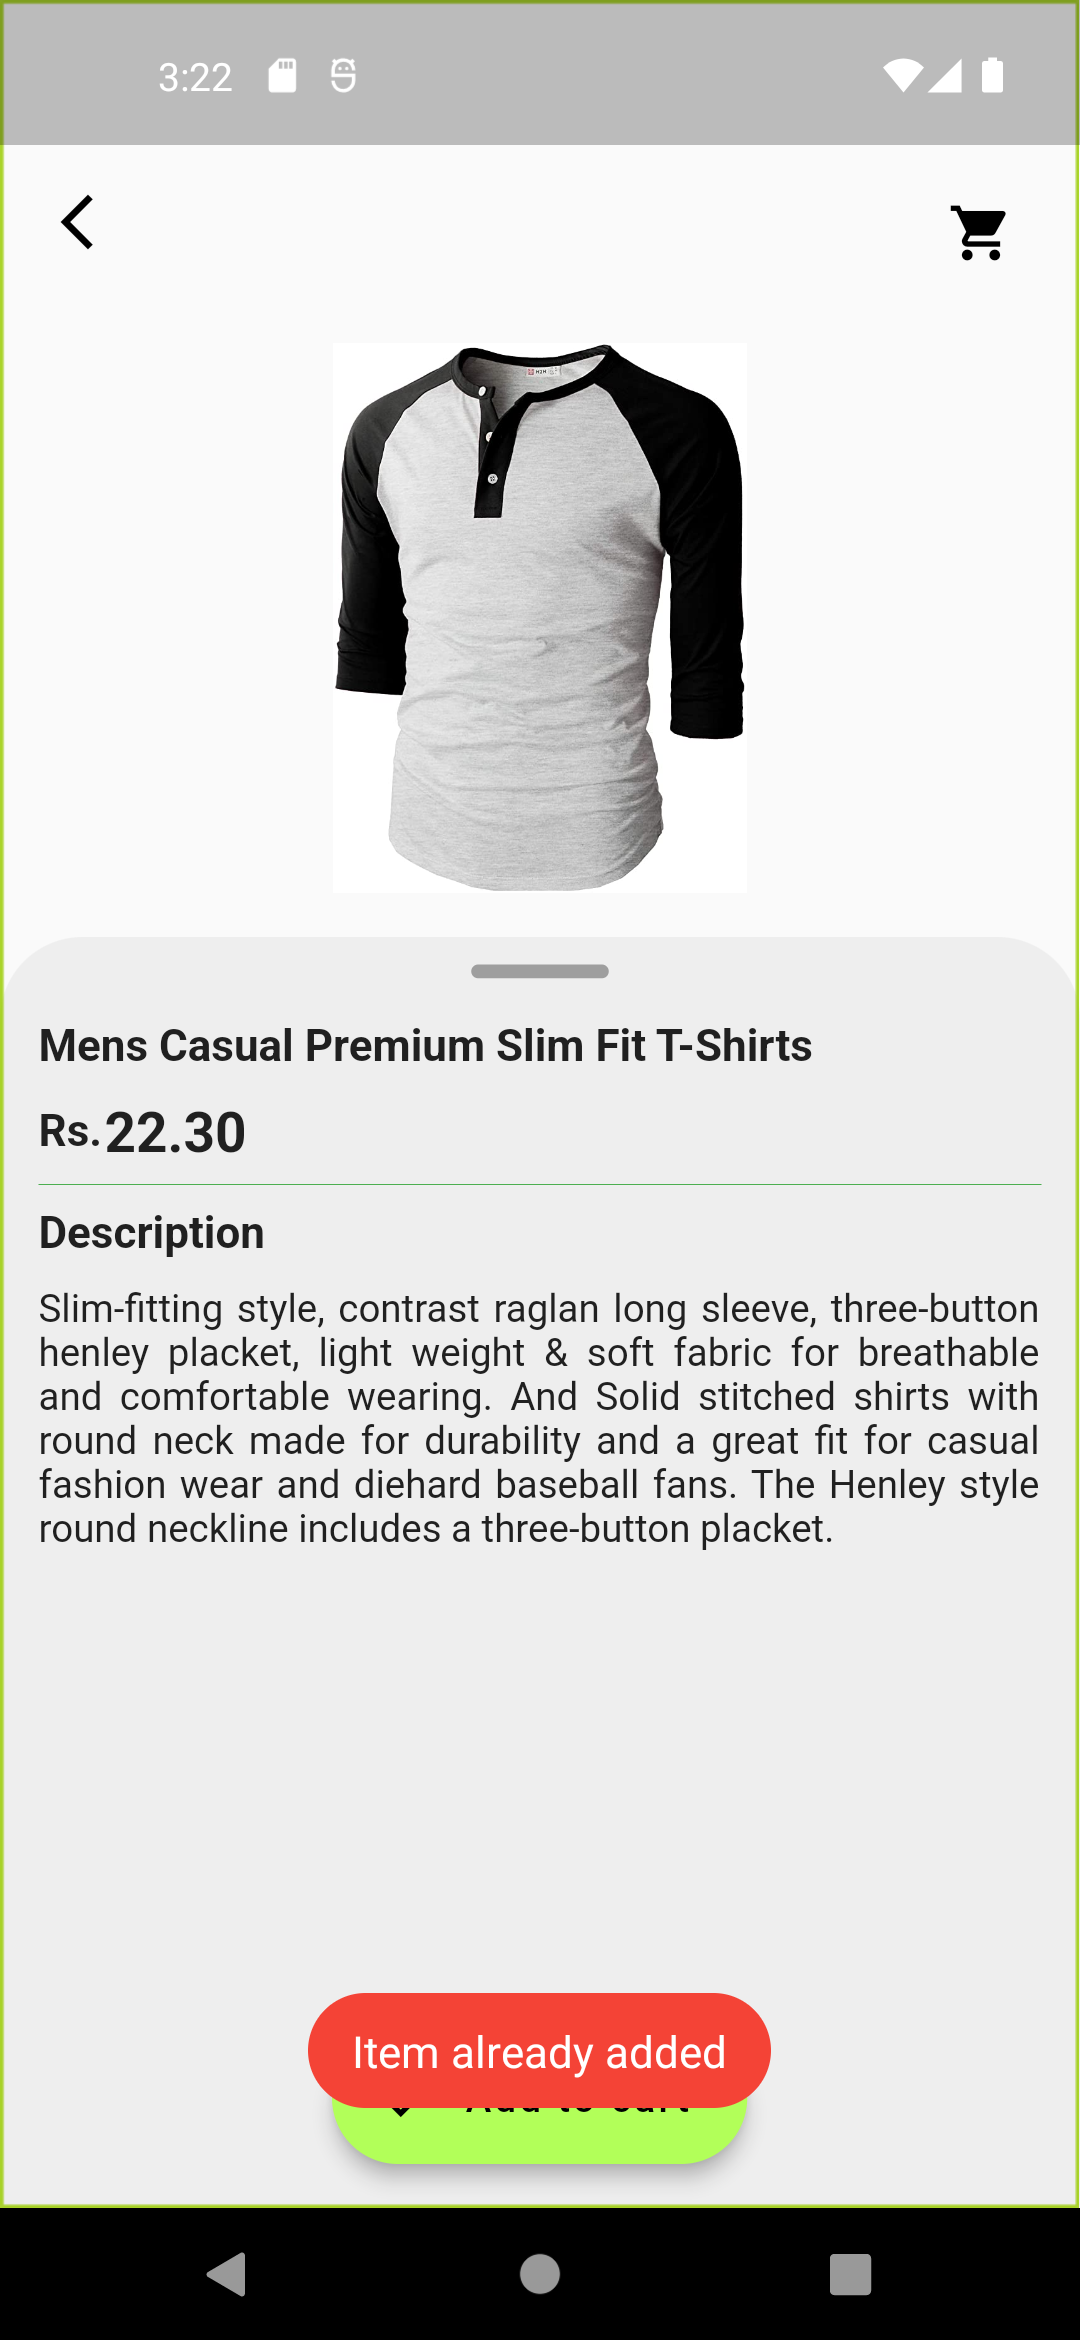 3:22
Mens Casual Premium Slim Fit T-Shirts
Rs.22.30
Description
Slim-fitting style, contrast raglan long sleeve, three-button
henley placket, light weight & soft fabric for breathable
and comfortable wearing. And Solid stitched shirts with
round neck made for durability and a great fit for casual
fashion wear and diehard baseball fans. The Henley style
round neckline includes a three-button placket.
Item already added
Add to cart